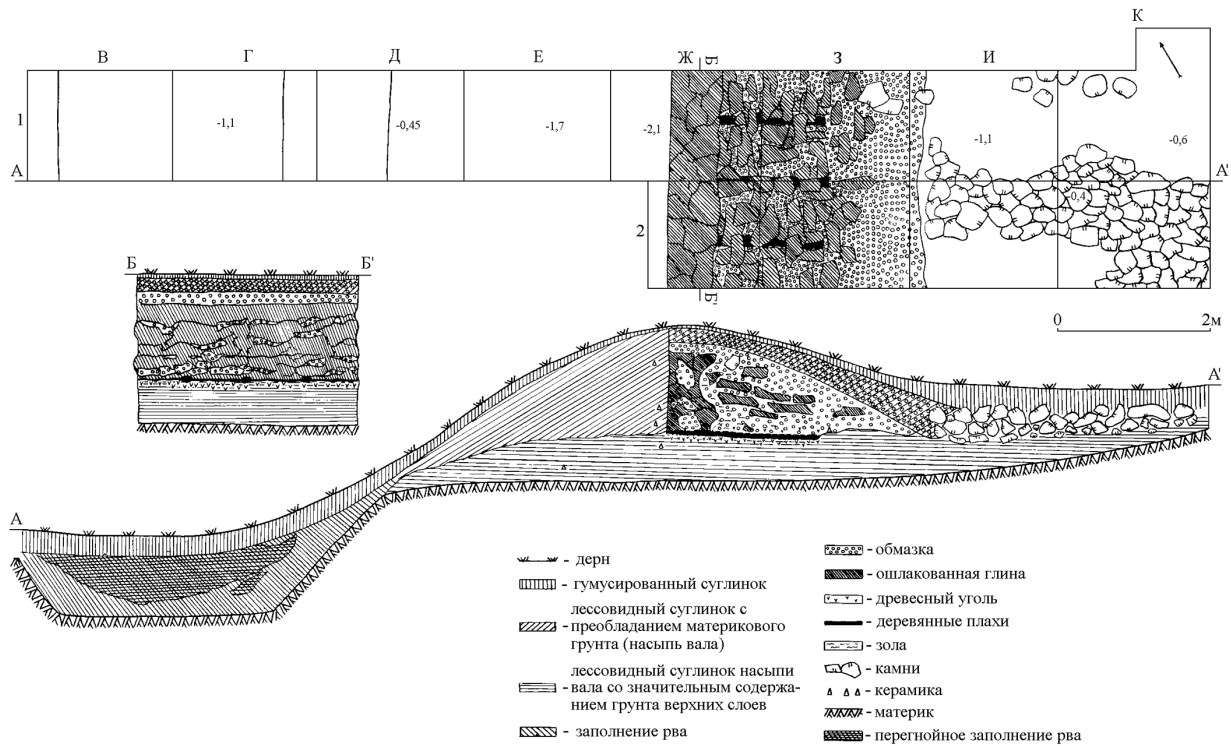 К
В Г Д Е Ж Б З И
1 -1,1 -0,45 -1,7 -2,1 -1,1 -0,6
А А'
2 -0,4
Б'
Б Б'
0 2м
А'
А
- дерн
- гумусированный суглинок
лессовидный суглинок с
- преобладанием материкового
грунта (насыпь вала)
лессовидный суглинок насыпи
- вала со значительным содержа-
нием грунта верхних слоев
- заполнение рва
- обмазка
- ошлакованная глина
- древесный уголь
- деревянные плахи
- зола
- камни
- керамика
- материк
- перегнойное заполнение рва